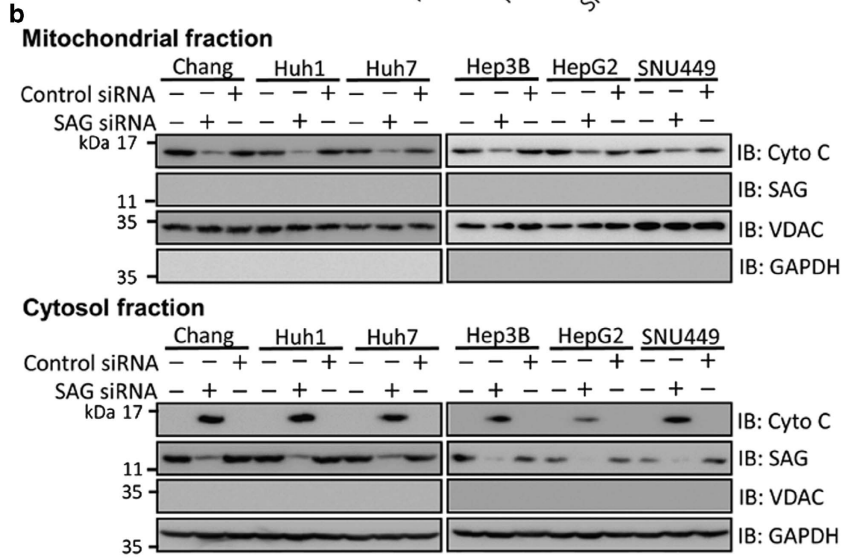 b
Mitochondrial fraction
Chang Huh1 Huh7 Hep3B HepG2 SNU449
Control siRNA − − + − − + − − + − − + − − + − − +
SAG siRNA − + − − + − − + − − + − − + − − + −
kDa 17
IB: Cyto C
IB: SAG
11
35
IB: VDAC
IB: GAPDH
35
Cytosol fraction
Chang Huh1 Huh7 Hep3B HepG2 SNU449
Control siRNA − − + − − + − − + − − + − − + − − +
SAG siRNA − + − − + − − + − − + − − + − − + −
kDa 17
IB: Cyto C
IB: SAG
11
35
IB: VDAC
IB: GAPDH
35